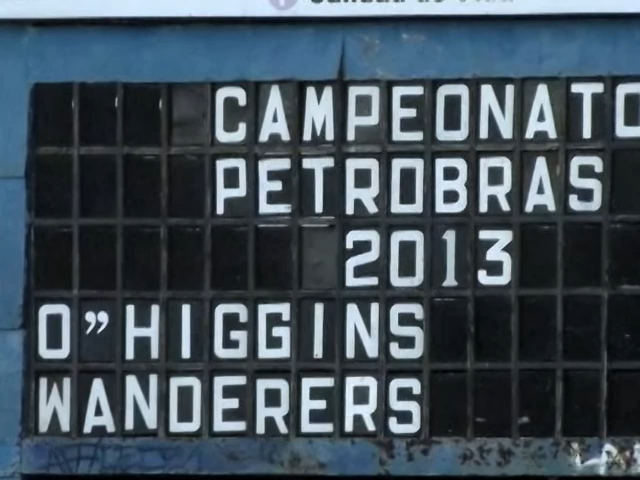 CAMPEONATO
PETROBRAS
2013
O”HIGGINS
WANDERERS